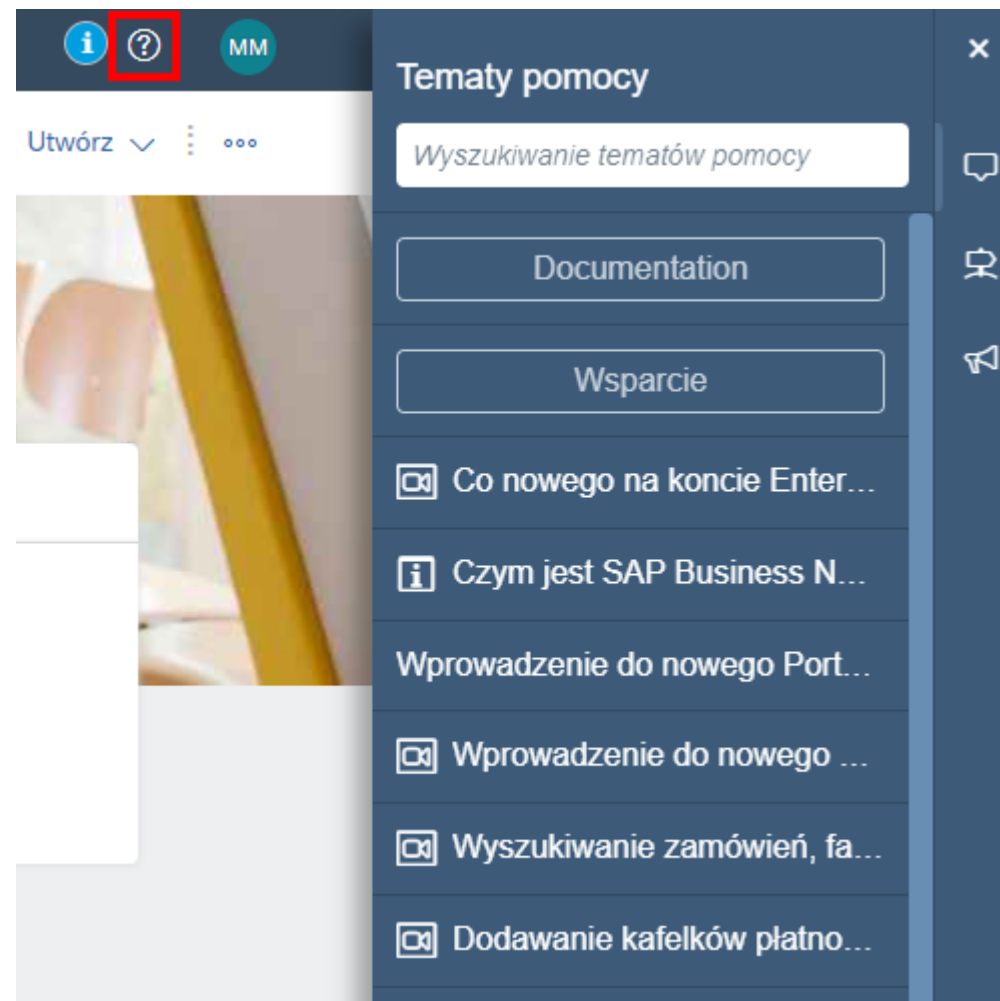 MM
Utwórz
Tematy pomocy
Wyszukiwanie tematów pomocy
Documentation
Wsparcie
Co nowego na koncie Enter...
Czym jest SAP Business N...
Wprowadzenie do nowego Port...
Wprowadzenie do nowego ...
Wyszukiwanie zamówień, fa...
Dodawanie kafelków płatno...